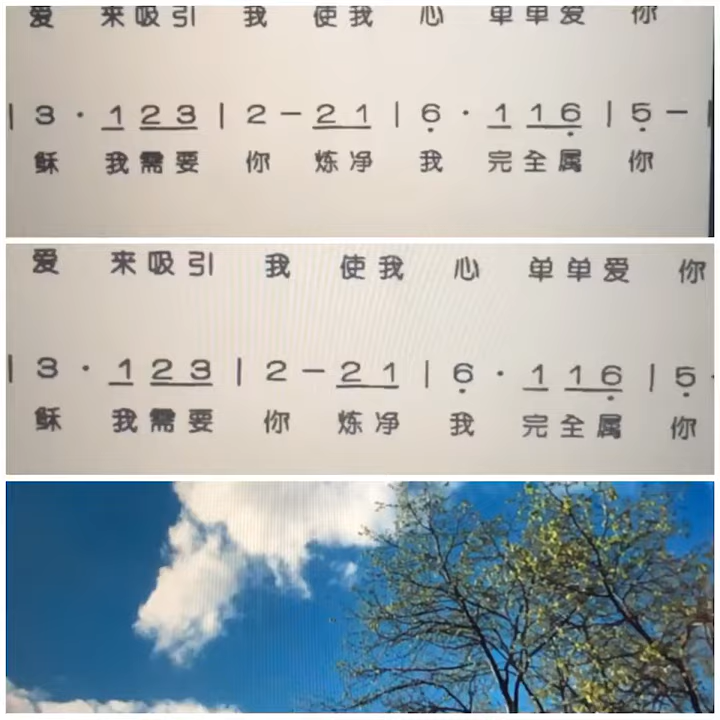 爱 来吸引 我 使我 心 单单爱 你
| 3 · 1 2 3 | 2 — 2 1 | 6 · 1 1 6 | 5 — |
稣 我需要 你 炼净 我 完全属 你
爱 来吸引 我 使我 心 单单爱 你
| 3 · 1 2 3 | 2 — 2 1 | 6 · 1 1 6 | 5 ·
稣 我需要 你 炼净 我 完全属 你